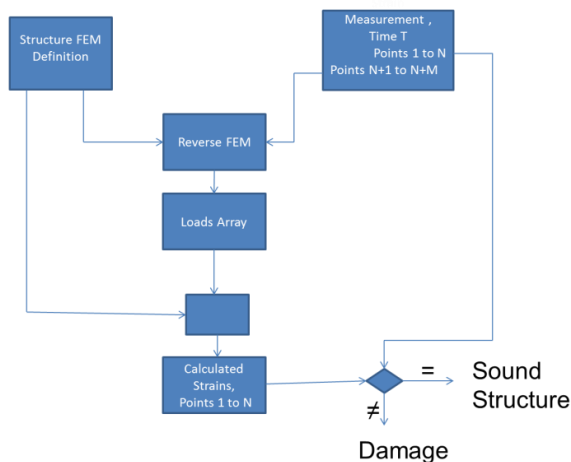 Structure FEM
Definition
Measurement ,
Time T
Points 1 to N
Points N+1 to N+M
Reverse FEM
Loads Array
Calculated
Strains,
Points 1 to N
=
Sound
Structure
≠
Damage